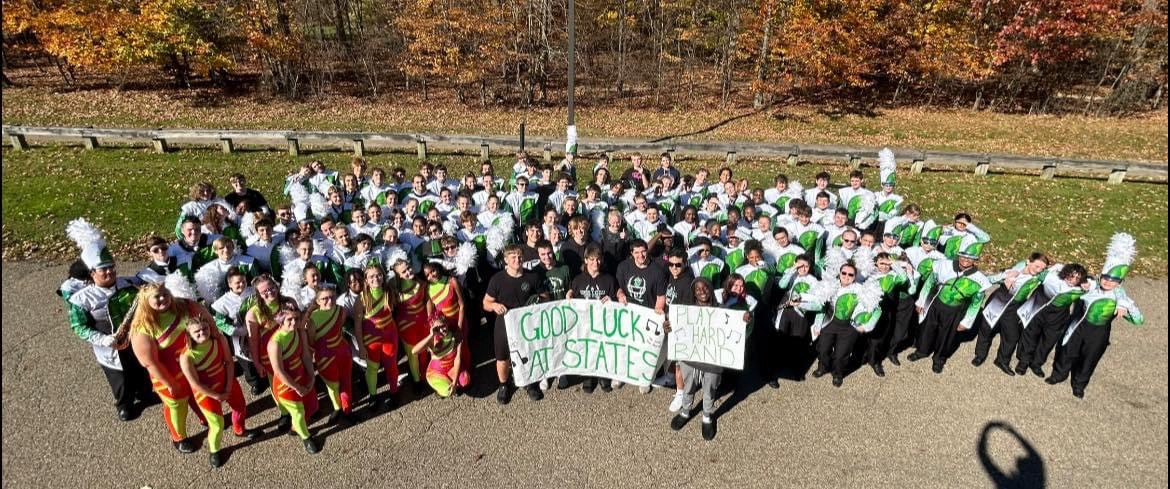 GOOD LUCK
AT STATES
PLAY
HARD
BAND